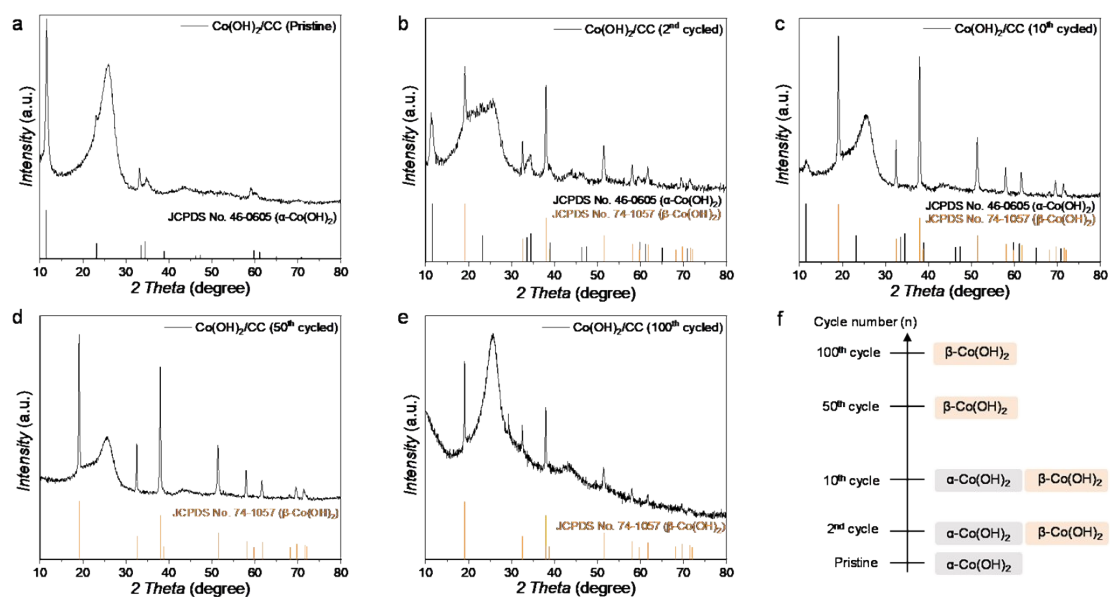 a
Co(OH)₂/CC (Pristine)
Intensity (a.u.)
JCPDS No. 46-0605 (α-Co(OH)₂)
10 20 30 40 50 60 70 80
2 Theta (degree)
b
Co(OH)₂/CC (2ⁿᵈ cycled)
Intensity (a.u.)
JCPDS No. 46-0605 (α-Co(OH)₂)
JCPDS No. 74-1057 (β-Co(OH)₂)
10 20 30 40 50 60 70 80
2 Theta (degree)
c
Co(OH)₂/CC (10ᵗʰ cycled)
Intensity (a.u.)
JCPDS No. 46-0605 (α-Co(OH)₂)
JCPDS No. 74-1057 (β-Co(OH)₂)
10 20 30 40 50 60 70 80
2 Theta (degree)
d
Co(OH)₂/CC (50ᵗʰ cycled)
Intensity (a.u.)
JCPDS No. 74-1057 (β-Co(OH)₂)
10 20 30 40 50 60 70 80
2 Theta (degree)
e
Co(OH)₂/CC (100ᵗʰ cycled)
Intensity (a.u.)
JCPDS No. 74-1057 (β-Co(OH)₂)
10 20 30 40 50 60 70 80
2 Theta (degree)
f
Cycle number (n)
100ᵗʰ cycle β-Co(OH)₂
50ᵗʰ cycle β-Co(OH)₂
10ᵗʰ cycle α-Co(OH)₂ β-Co(OH)₂
2ⁿᵈ cycle α-Co(OH)₂ β-Co(OH)₂
Pristine α-Co(OH)₂